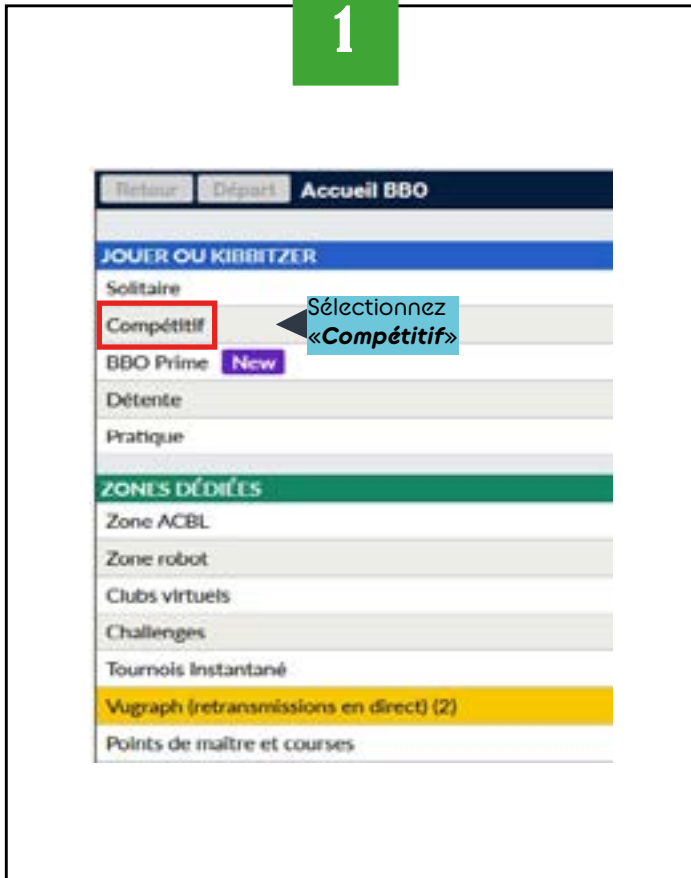 1
Retour Départ Accueil BBO
JOUER OU KIBBITZER
Solitaire
Compétitif
Sélectionnez
«Compétitif»
BBO Prime New
Détente
Pratique
ZONES DÉDIÉES
Zone ACBL
Zone robot
Clubs virtuels
Challenges
Tournois Instantané
Vugraph (retransmissions en direct) (2)
Points de maître et courses